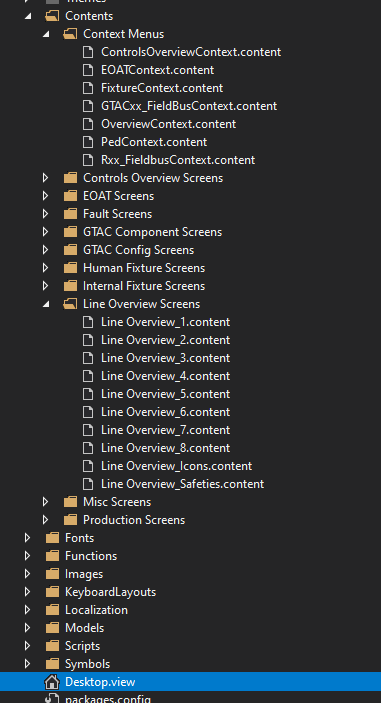 Themes
Contents
Context Menus
ControlsOverviewContext.content
EOATContext.content
FixtureContext.content
GTACxx_FieldBusContext.content
OverviewContext.content
PedContext.content
Rxx_FieldbusContext.content
Controls Overview Screens
EOAT Screens
Fault Screens
GTAC Component Screens
GTAC Config Screens
Human Fixture Screens
Internal Fixture Screens
Line Overview Screens
Line Overview_1.content
Line Overview_2.content
Line Overview_3.content
Line Overview_4.content
Line Overview_5.content
Line Overview_6.content
Line Overview_7.content
Line Overview_8.content
Line Overview_Icons.content
Line Overview_Safeties.content
Misc Screens
Production Screens
Fonts
Functions
Images
KeyboardLayouts
Localization
Models
Scripts
Symbols
Desktop.view
packages.config